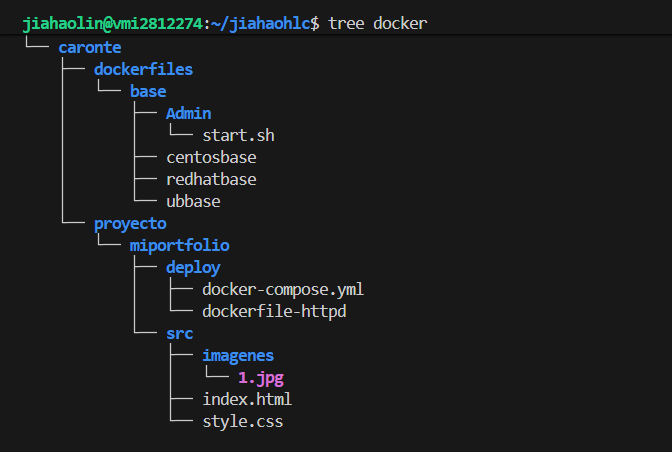 jiahaolin@vmi2812274:~/jiahaohlc$ tree docker
└── caronte
    ├── dockerfiles
    │   └── base
    │       ├── Admin
    │       │   └── start.sh
    │       ├── centosbase
    │       ├── redhatbase
    │       └── ubbase
    └── proyecto
        └── miportfolio
            ├── deploy
            │   ├── docker-compose.yml
            │   └── dockerfile-httpd
            └── src
                ├── imagenes
                │   └── 1.jpg
                ├── index.html
                └── style.css